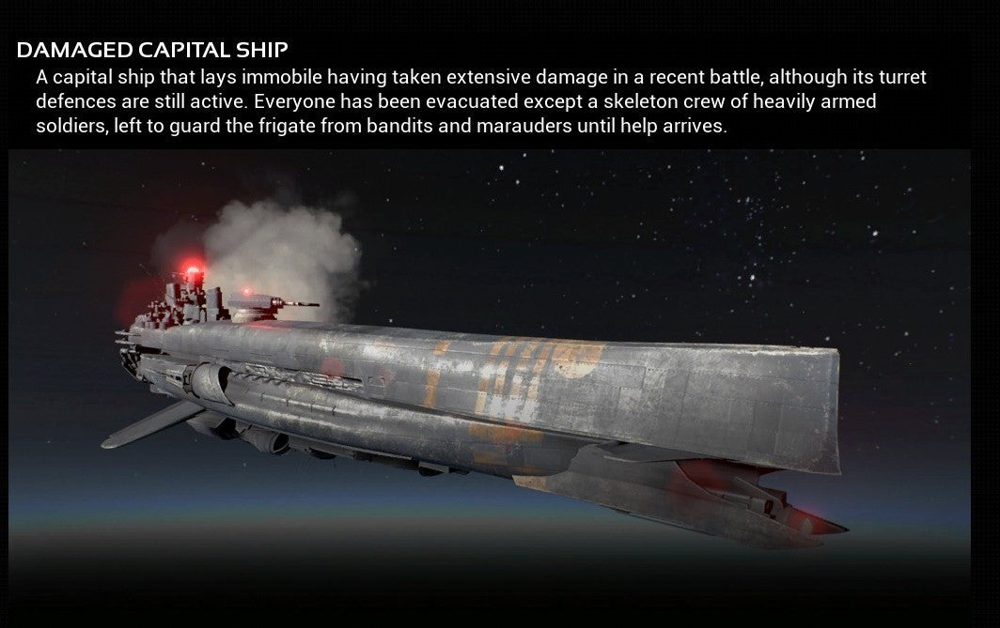 DAMAGED CAPITAL SHIP
A capital ship that lays immobile having taken extensive damage in a recent battle, although its turret
defences are still active. Everyone has been evacuated except a skeleton crew of heavily armed
soldiers, left to guard the frigate from bandits and marauders until help arrives.